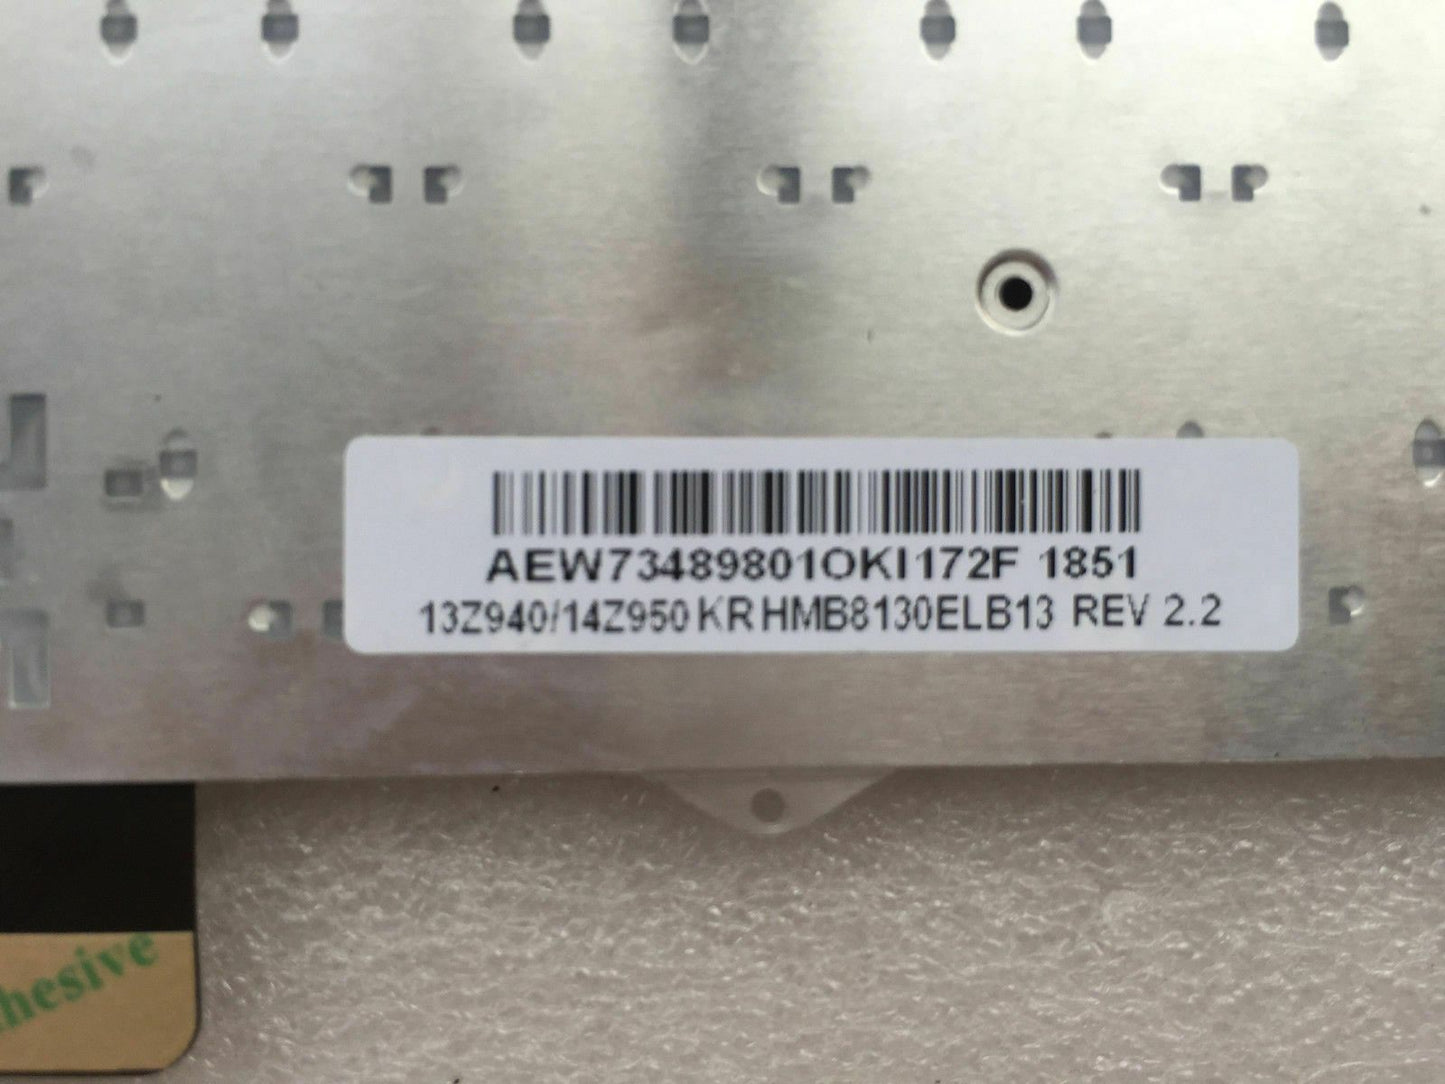 AEW73489801OKI172F 1851
13Z940/14Z950 KR HMB8130ELB13 REV 2.2
hesive